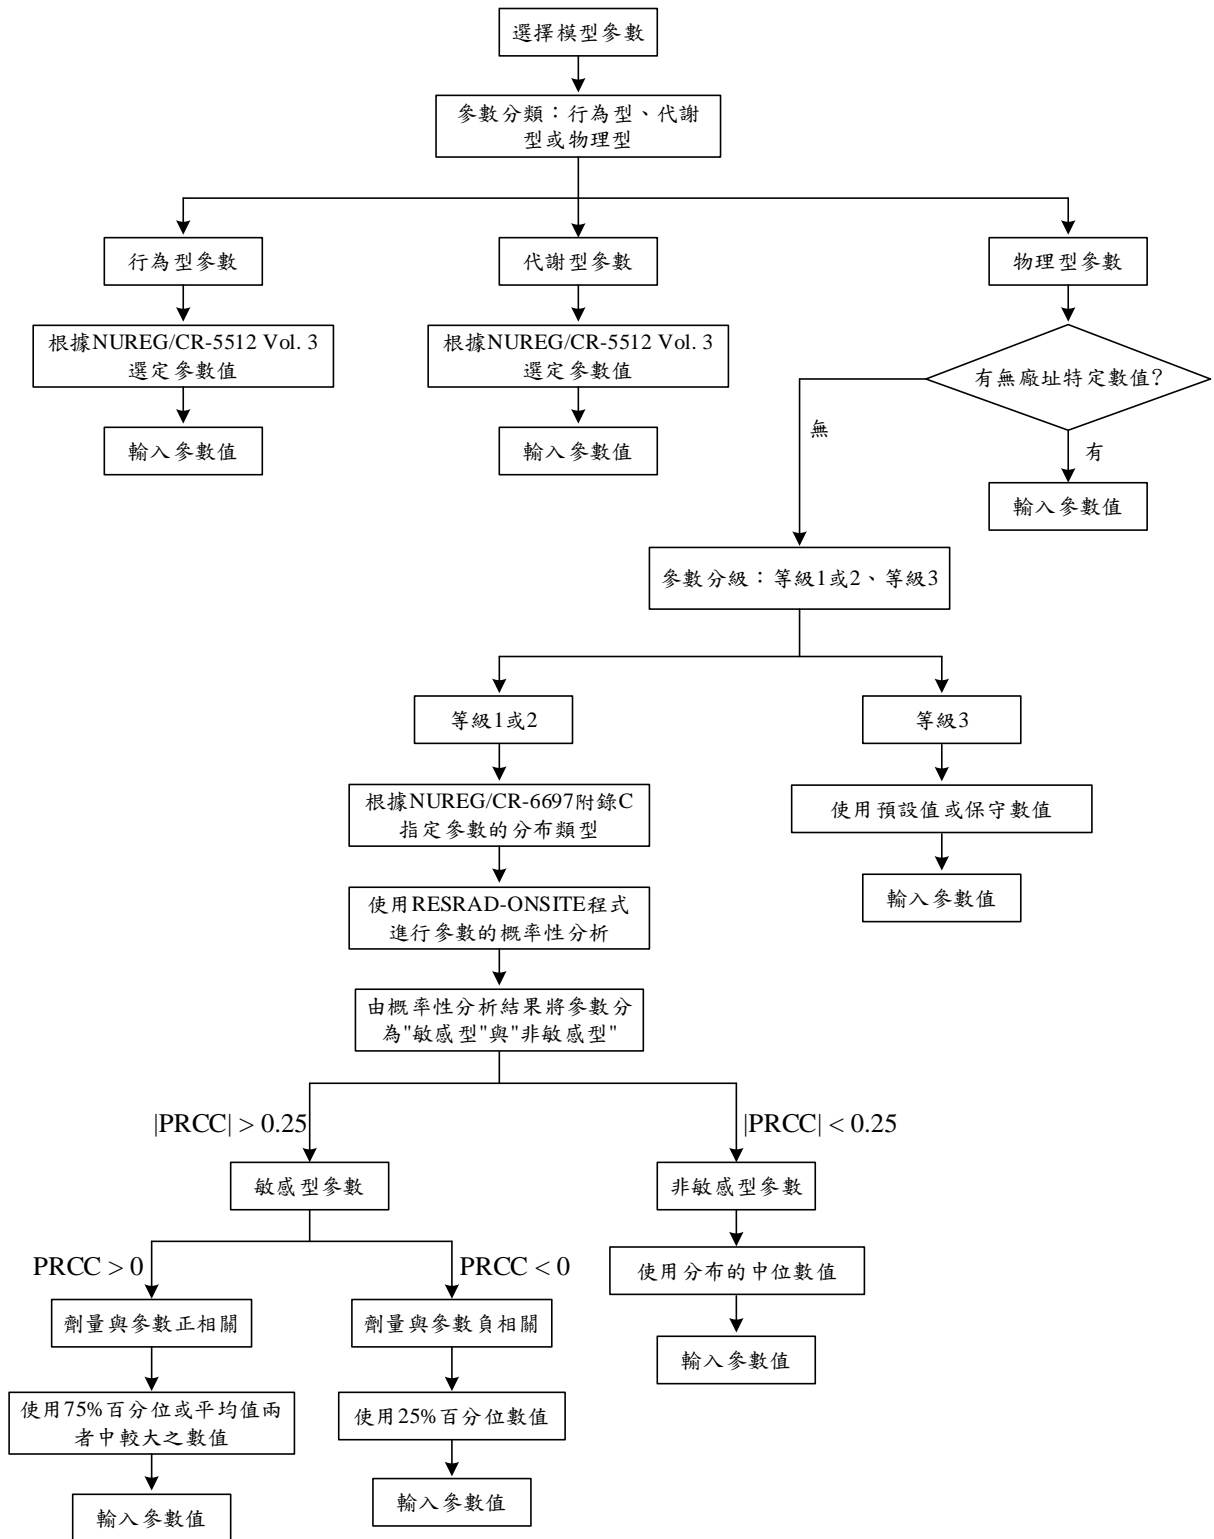 選擇模型參數
參數分類：行為型、代謝
型或物理型
行為型參數
代謝型參數
物理型參數
根據NUREG/CR-5512 Vol. 3
選定參數值
根據NUREG/CR-5512 Vol. 3
選定參數值
有無廠址特定數值?
輸入參數值
輸入參數值
無
有
輸入參數值
參數分級：等級1或2、等級3
等級1或2
等級3
根據NUREG/CR-6697附錄C
指定參數的分布類型
使用預設值或保守數值
使用RESRAD-ONSITE程式
進行參數的概率性分析
輸入參數值
由概率性分析結果將參數分
為"敏感型"與"非敏感型"
|PRCC| > 0.25
|PRCC| < 0.25
敏感型參數
非敏感型參數
PRCC > 0
PRCC < 0
使用分布的中位數值
劑量與參數正相關
劑量與參數負相關
輸入參數值
使用75%百分位或平均值兩
者中較大之數值
使用25%百分位數值
輸入參數值
輸入參數值